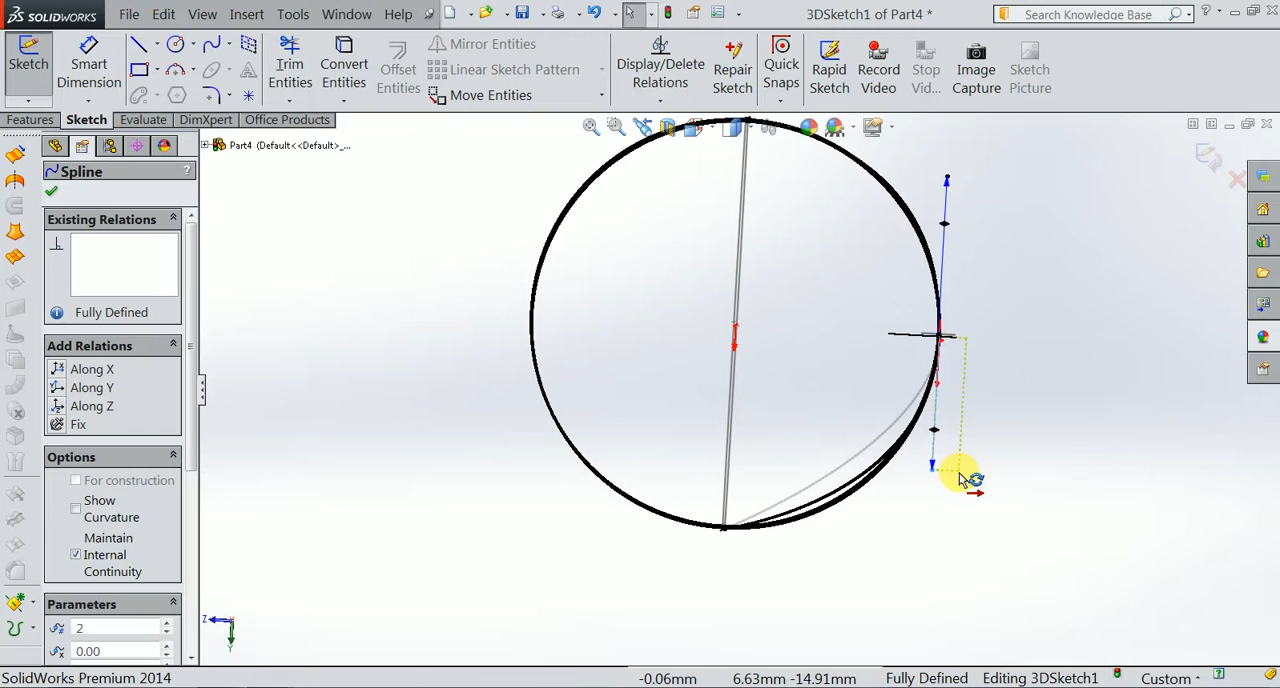 SOLIDWORKS File Edit View Insert Tools Window Help 3DSketch1 of Part4 * Search Knowledge Base ?
Sketch Smart Dimension Trim Entities Convert Entities Offset Entities Mirror Entities Linear Sketch Pattern Move Entities Display/Delete Relations Repair Sketch Quick Snaps Rapid Sketch Record Video Stop Vid... Image Capture Sketch Picture
Features Sketch Evaluate DimXpert Office Products
Part4 (Default<<Default>_...
Spline ?
Existing Relations
Fully Defined
Add Relations
Along X
Along Y
Along Z
Fix
Options
For construction
Show
Curvature
Maintain
Internal
Continuity
Parameters
2
0.00
Z
Y
SolidWorks Premium 2014 -0.06mm 6.63mm -14.91mm Fully Defined Editing 3DSketch1 Custom ?